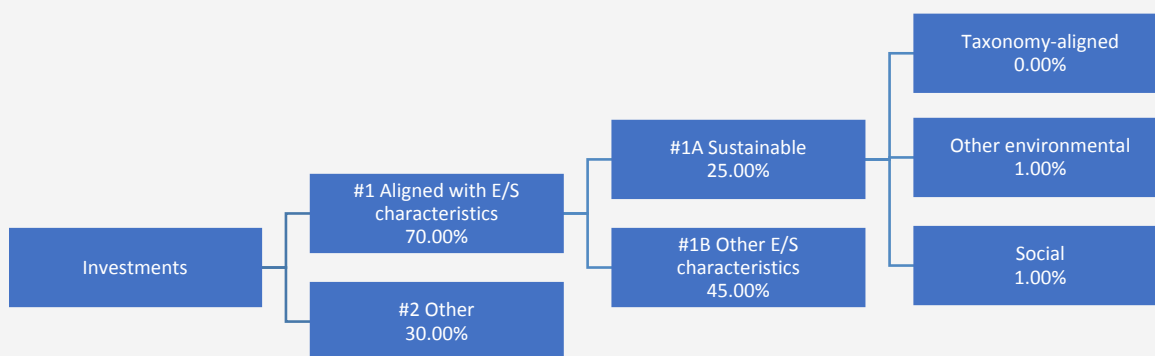 Investments
#1 Aligned with E/S
characteristics
70.00%
#2 Other
30.00%
#1A Sustainable
25.00%
#1B Other E/S
characteristics
45.00%
Taxonomy-aligned
0.00%
Other environmental
1.00%
Social
1.00%